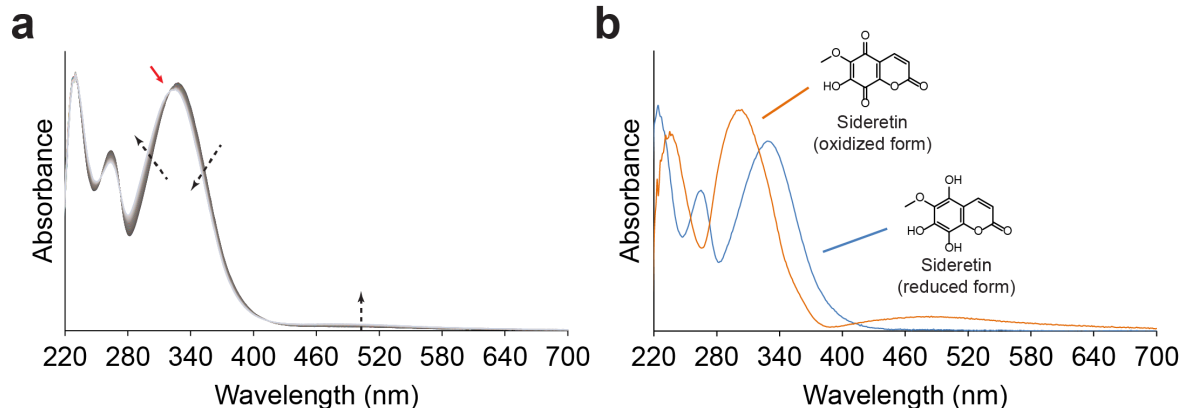 a
Absorbance
220 280 340 400 460 520 580 640 700
Wavelength (nm)
b
Absorbance
O
O
HO
O
O
O
Sideretin
(oxidized form)
OH
O
HO
OH
O
O
Sideretin
(reduced form)
220 280 340 400 460 520 580 640 700
Wavelength (nm)